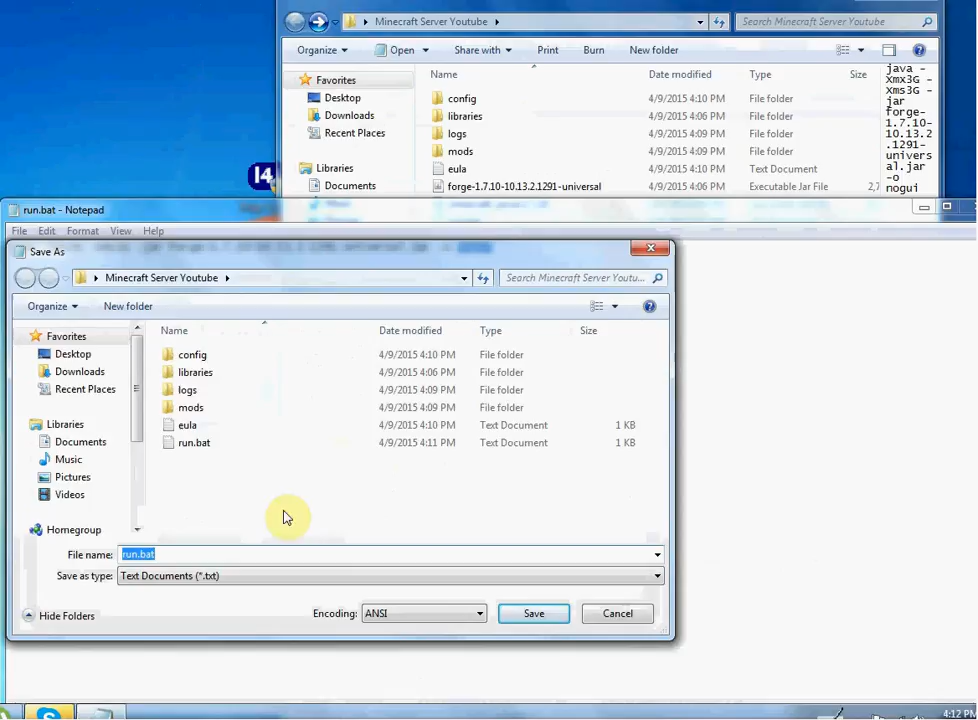 Minecraft Server Youtube
Search Minecraft Server Youtube
Organize Open Share with Print Burn New folder
Favorites
Desktop
Downloads
Recent Places
Libraries
Documents
Name Date modified Type Size
config 4/9/2015 4:10 PM File folder
libraries 4/9/2015 4:06 PM File folder
logs 4/9/2015 4:09 PM File folder
mods 4/9/2015 4:09 PM File folder
eula 4/9/2015 4:10 PM Text Document
forge-1.7.10-10.13.2.1291-universal 4/9/2015 4:06 PM Executable Jar File 2,7
java -
Xmx3G -
Xms3G -
jar
forge-
1.7.10-
10.13.2
.1291-
univers
al.jar
-o
nogui
14
run.bat - Notepad
File Edit Format View Help
Save As
Minecraft Server Youtube
Search Minecraft Server Youtu...
Organize New folder
Favorites
Desktop
Downloads
Recent Places
Libraries
Documents
Music
Pictures
Videos
Homegroup
Name Date modified Type Size
config 4/9/2015 4:10 PM File folder
libraries 4/9/2015 4:06 PM File folder
logs 4/9/2015 4:09 PM File folder
mods 4/9/2015 4:09 PM File folder
eula 4/9/2015 4:10 PM Text Document 1 KB
run.bat 4/9/2015 4:11 PM Text Document 1 KB
File name: run.bat
Save as type: Text Documents (*.txt)
Hide Folders
Encoding: ANSI Save Cancel
4:12 PM